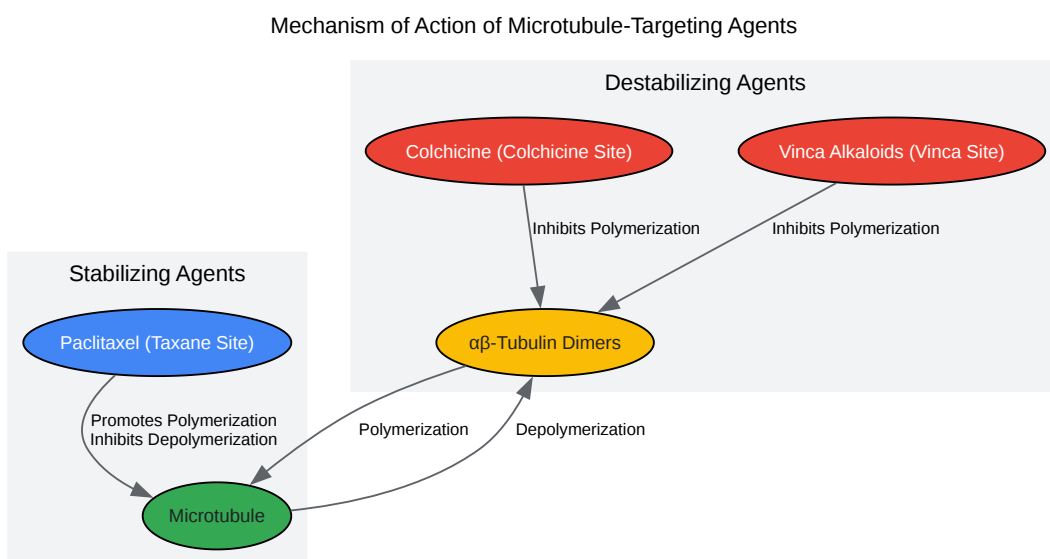 Mechanism of Action of Microtubule-Targeting Agents
Destabilizing Agents
Colchicine (Colchicine Site)
Vinca Alkaloids (Vinca Site)
Inhibits Polymerization
Inhibits Polymerization
Stabilizing Agents
Paclitaxel (Taxane Site)
αβ-Tubulin Dimers
Promotes Polymerization
Inhibits Depolymerization
Polymerization
Depolymerization
Microtubule